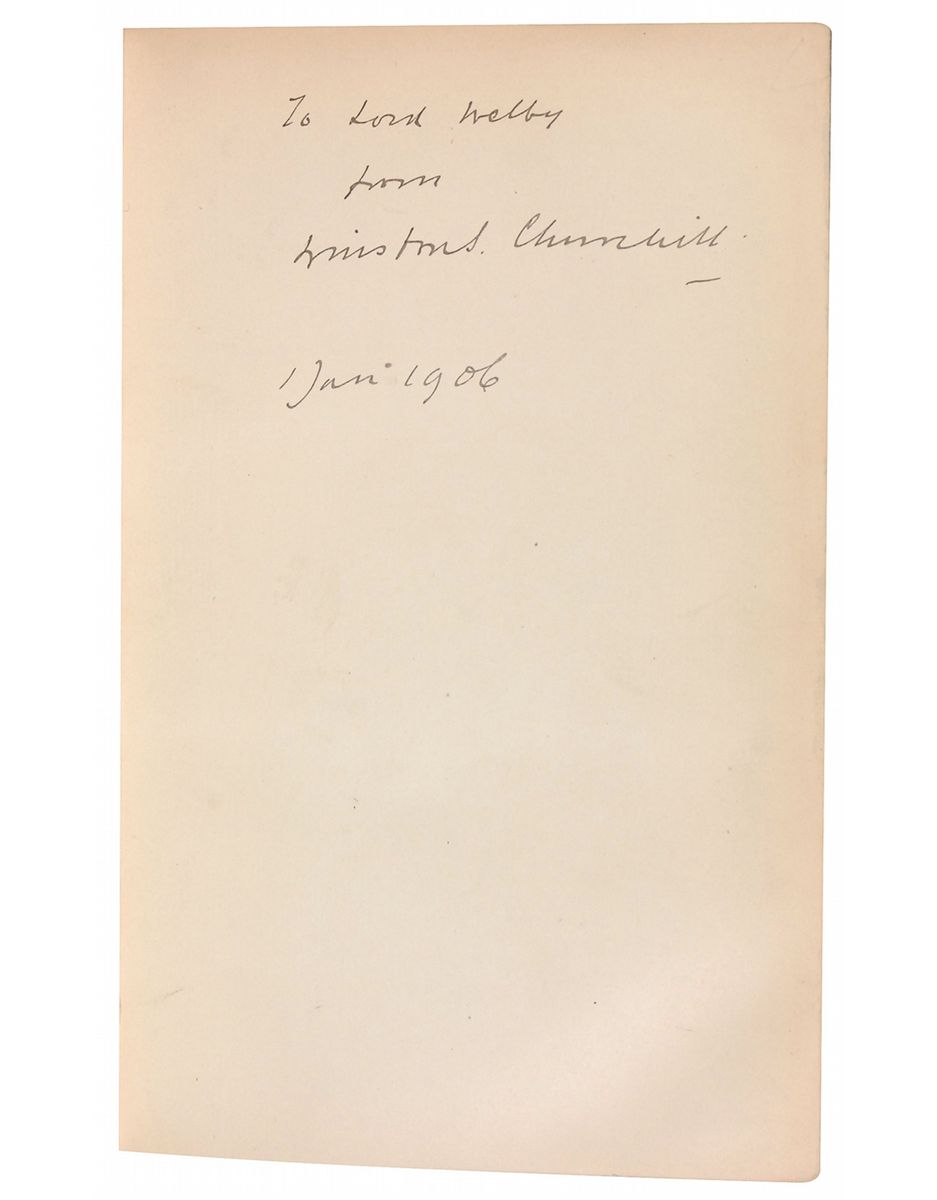 To Lord Welby
from
Winston S. Churchill.
1 Jan 1906